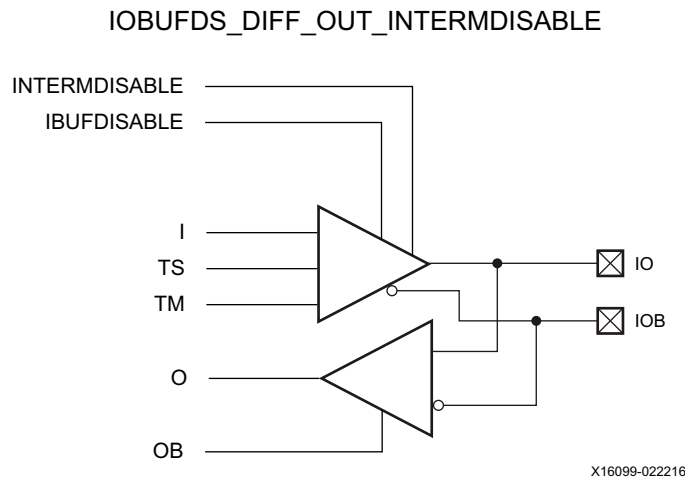 IOBUFDS_DIFF_OUT_INTERMDISABLE
INTERMDISABLE
IBUFDISABLE
I
TS
TM
IO
IOB
O
OB
X16099-022216